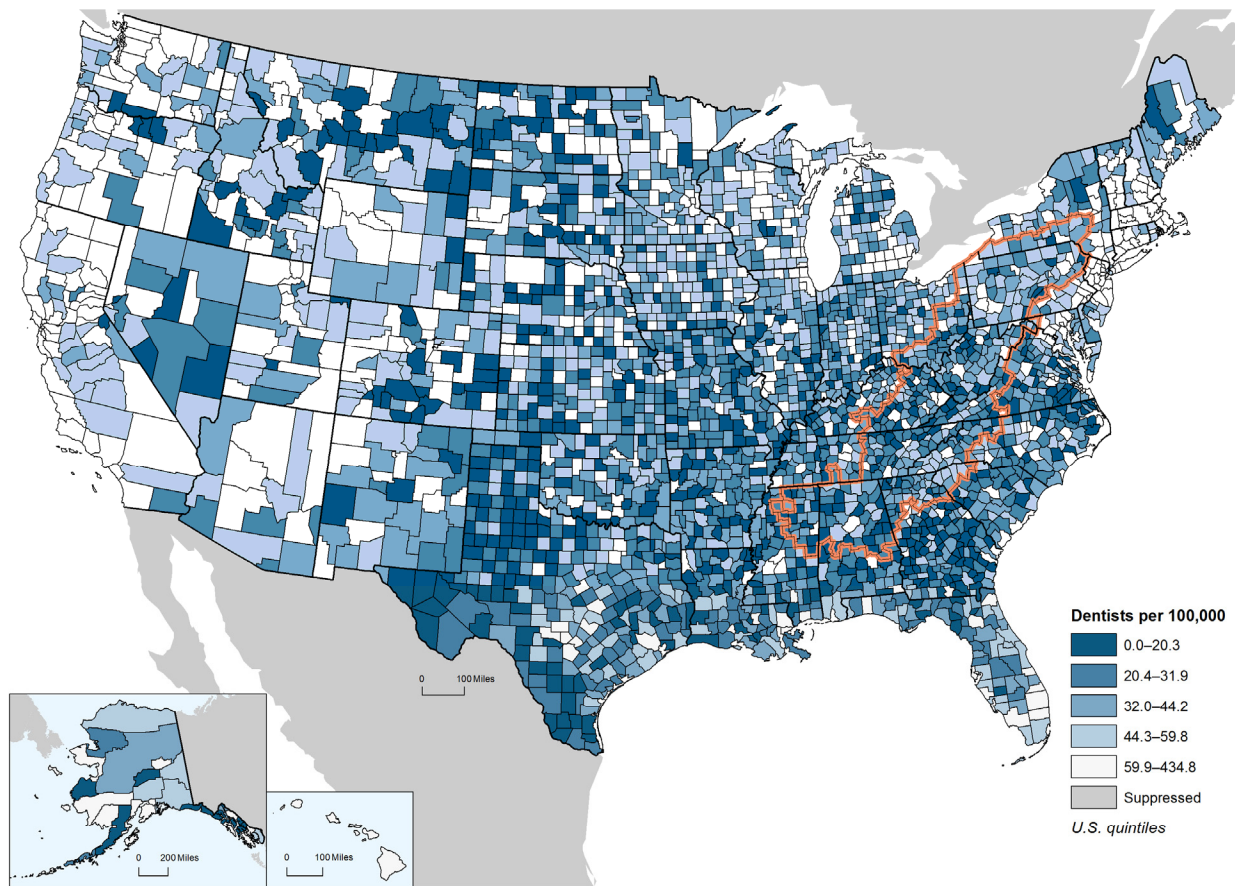 Dentists per 100,000
0.0–20.3
20.4–31.9
32.0–44.2
44.3–59.8
59.9–434.8
Suppressed
U.S. quintiles
0 100 Miles
0 200 Miles
0 100 Miles